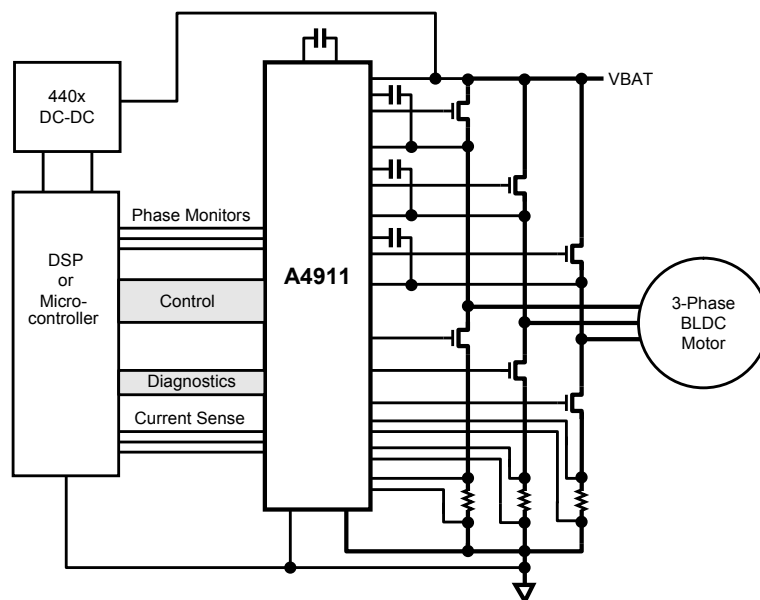 VBAT
440x
DC-DC
Phase Monitors
DSP
or
Micro-
controller
A4911
Control
3-Phase
BLDC
Motor
Diagnostics
Current Sense